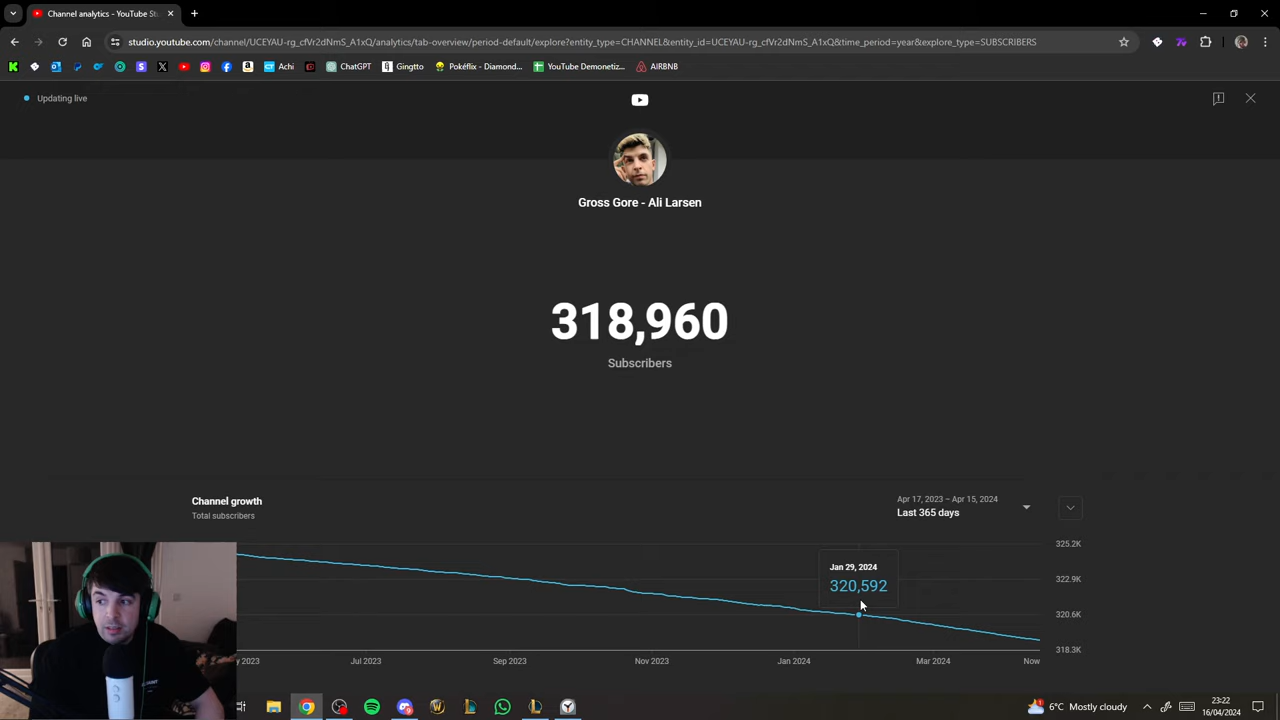 Channel analytics - YouTube St
studio.youtube.com/channel/UCEYAU-rg_cfVr2dNmS_A1xQ/analytics/tab-overview/period-default/explore?entity_type=CHANNEL&entity_id=UCEYAU-rg_cfVr2dNmS_A1xQ&time_period=year&explore_type=SUBSCRIBERS
Achi ChatGPT Gingtto Pokéflix - Diamond... YouTube Demonetiz... AIRBNB
Updating live
Gross Gore - Ali Larsen
318,960
Subscribers
Channel growth
Total subscribers
Apr 17, 2023 – Apr 15, 2024
Last 365 days
325.2K
322.9K
320.6K
318.3K
Jan 29, 2024
320,592
y 2023 Jul 2023 Sep 2023 Nov 2023 Jan 2024 Mar 2024 Now
6°C Mostly cloudy
23:22
16/04/2024